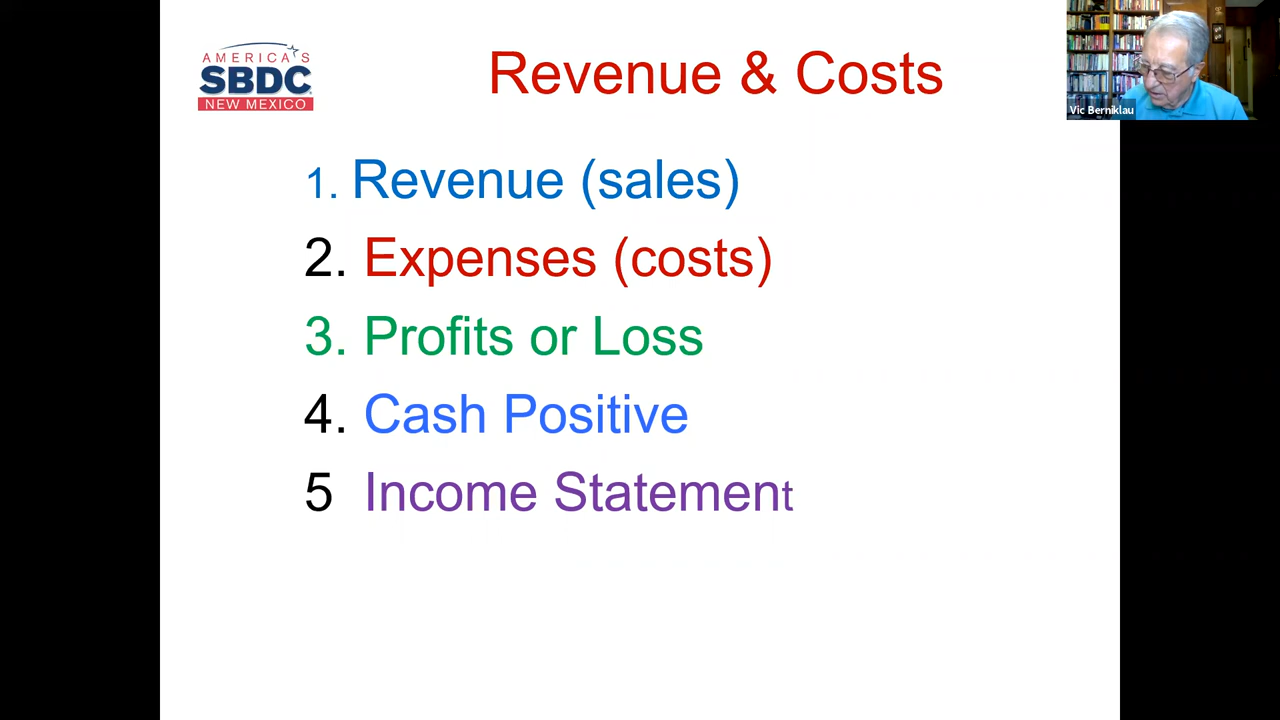 AMERICA'S
SBDC
NEW MEXICO
Revenue & Costs
Vic Berniklau
1. Revenue (sales)
2. Expenses (costs)
3. Profits or Loss
4. Cash Positive
5 Income Statement